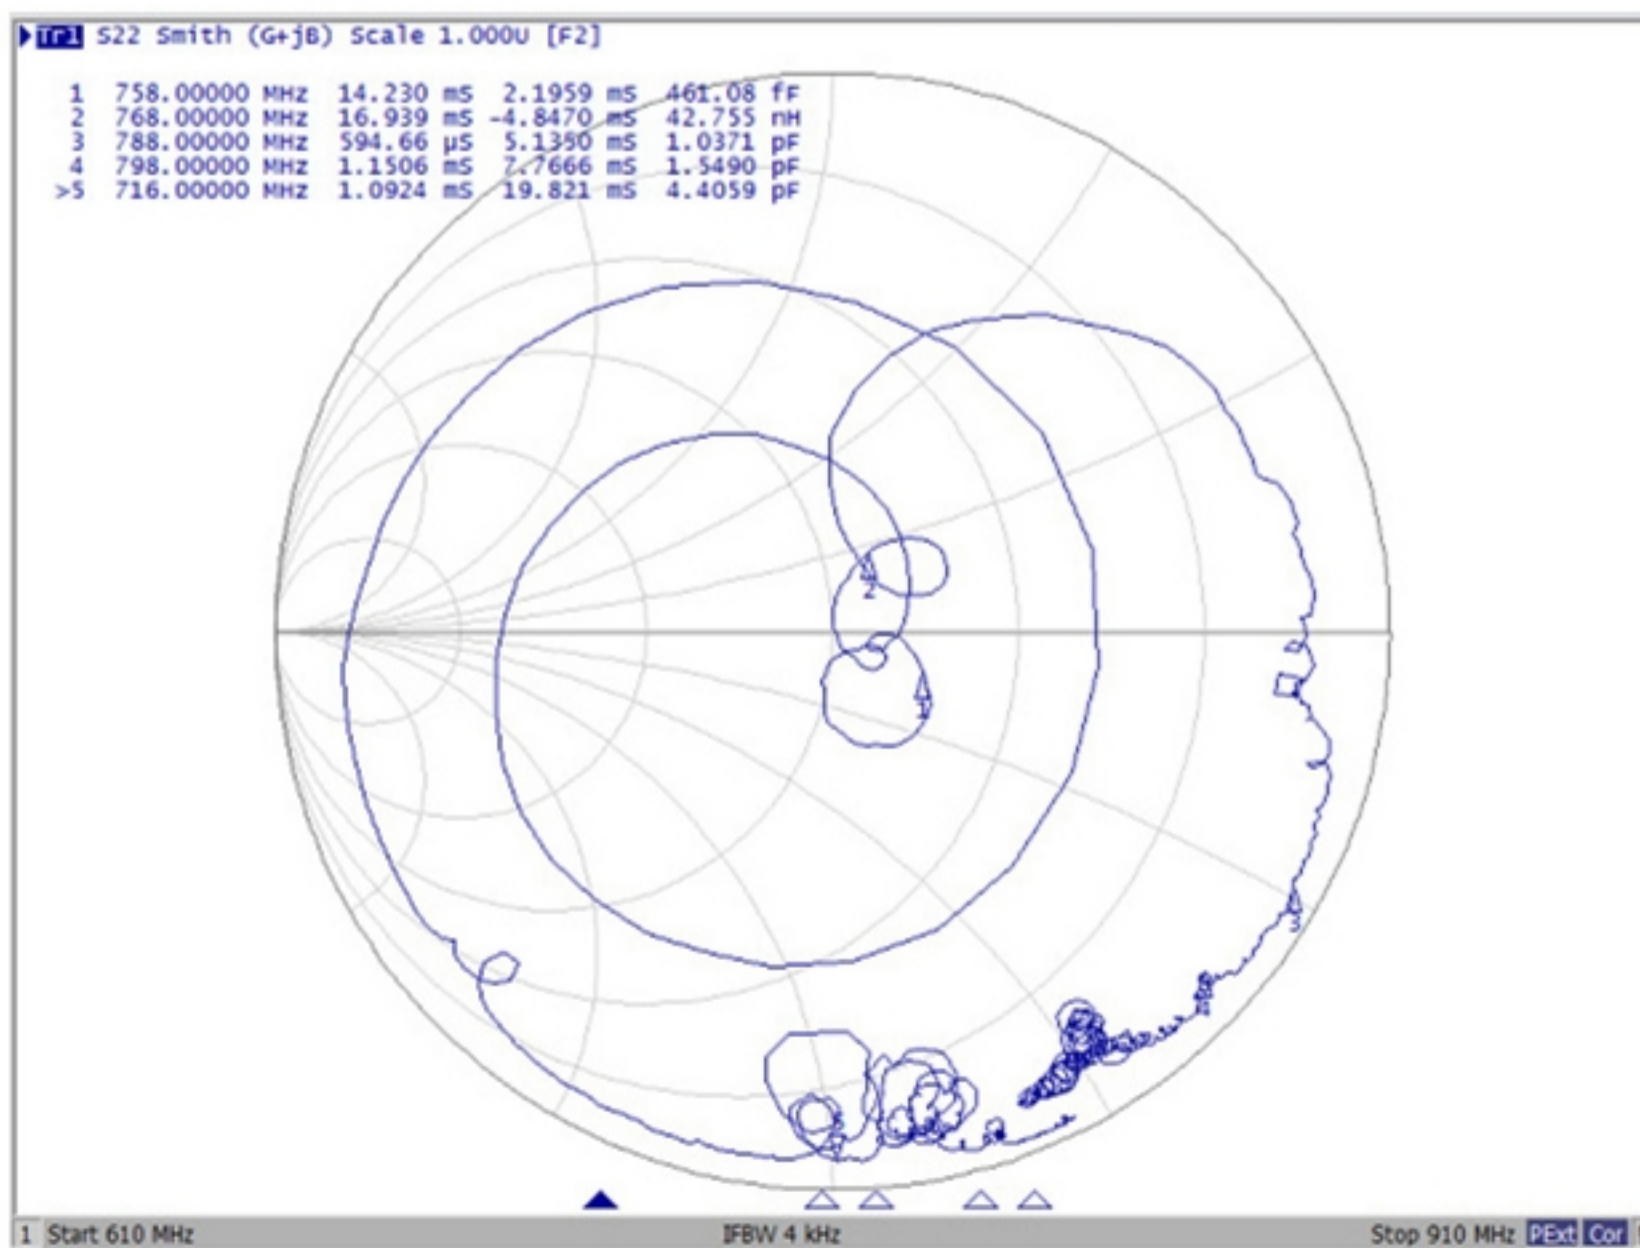 Tr1 S22 Smith (G+jB) Scale 1.000U [F2]
1 758.00000 MHz 14.230 mS 2.1959 mS 461.08 fF
2 768.00000 MHz 16.939 mS -4.8470 mS 42.755 nH
3 788.00000 MHz 594.66 µS 5.1350 mS 1.0371 pF
4 798.00000 MHz 1.1506 mS 7.7666 mS 1.5490 pF
>5 716.00000 MHz 1.0924 mS 19.821 mS 4.4059 pF
2
1
3
1 Start 610 MHz IFBW 4 kHz Stop 910 MHz PExt Cor